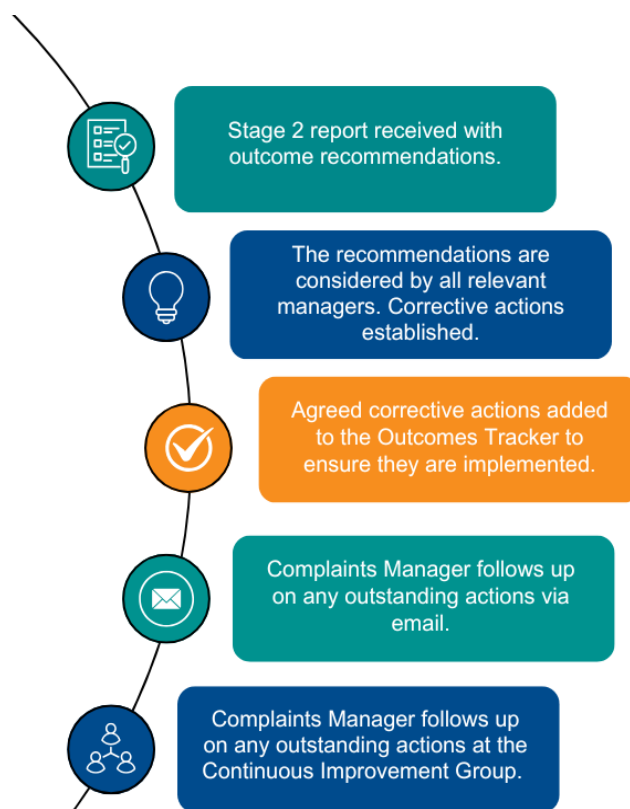 Stage 2 report received with
outcome recommendations.
The recommendations are
considered by all relevant
managers. Corrective actions
established.
Agreed corrective actions added
to the Outcomes Tracker to
ensure they are implemented.
Complaints Manager follows up
on any outstanding actions via
email.
Complaints Manager follows up
on any outstanding actions at the
Continuous Improvement Group.